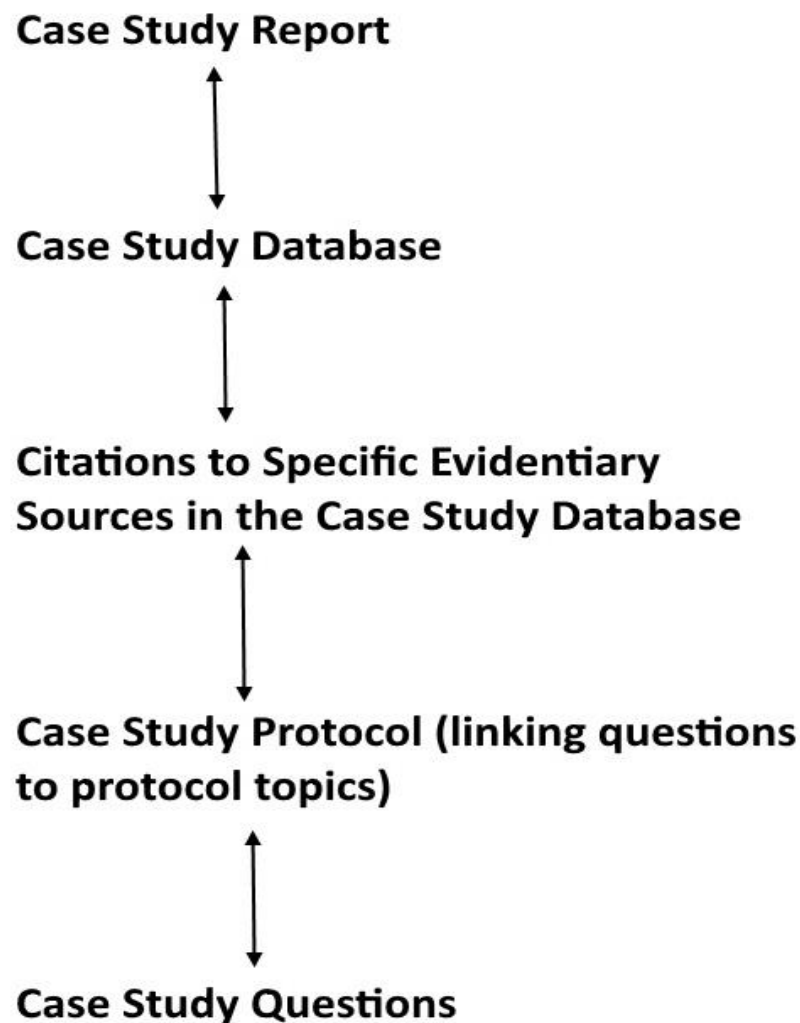 Case Study Report
Case Study Database
Citations to Specific Evidentiary
Sources in the Case Study Database
Case Study Protocol (linking questions
to protocol topics)
Case Study Questions